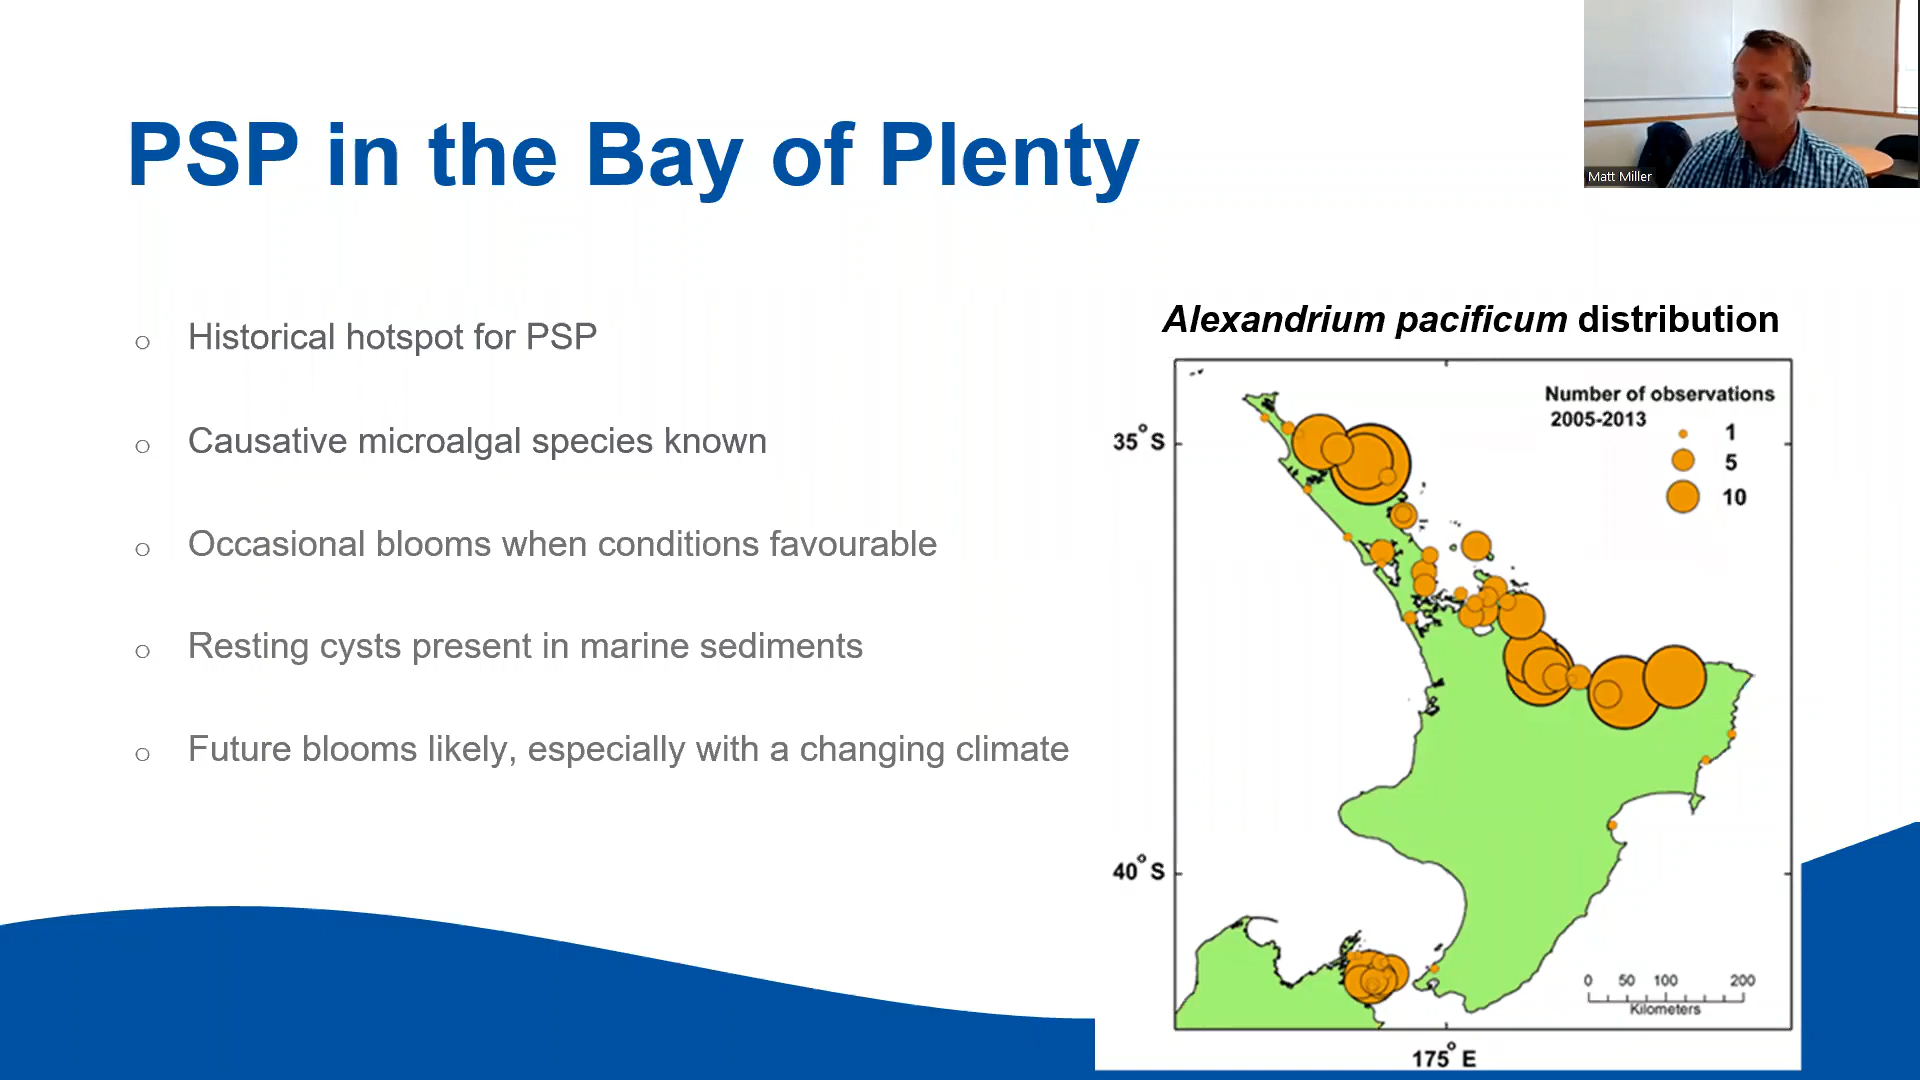 PSP in the Bay of Plenty
Matt Miller
o Historical hotspot for PSP
o Causative microalgal species known
o Occasional blooms when conditions favourable
o Resting cysts present in marine sediments
o Future blooms likely, especially with a changing climate
Alexandrium pacificum distribution
Number of observations
2005-2013
1
5
10
35° S
40° S
0 50 100 200
Kilometers
175° E